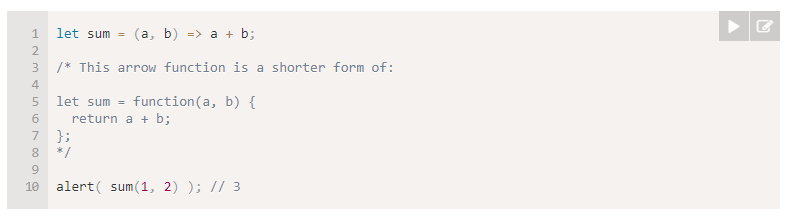 1 let sum = (a, b) => a + b;
2
3 /* This arrow function is a shorter form of:
4
5 let sum = function(a, b) {
6   return a + b;
7 };
8 */
9
10 alert( sum(1, 2) ); // 3